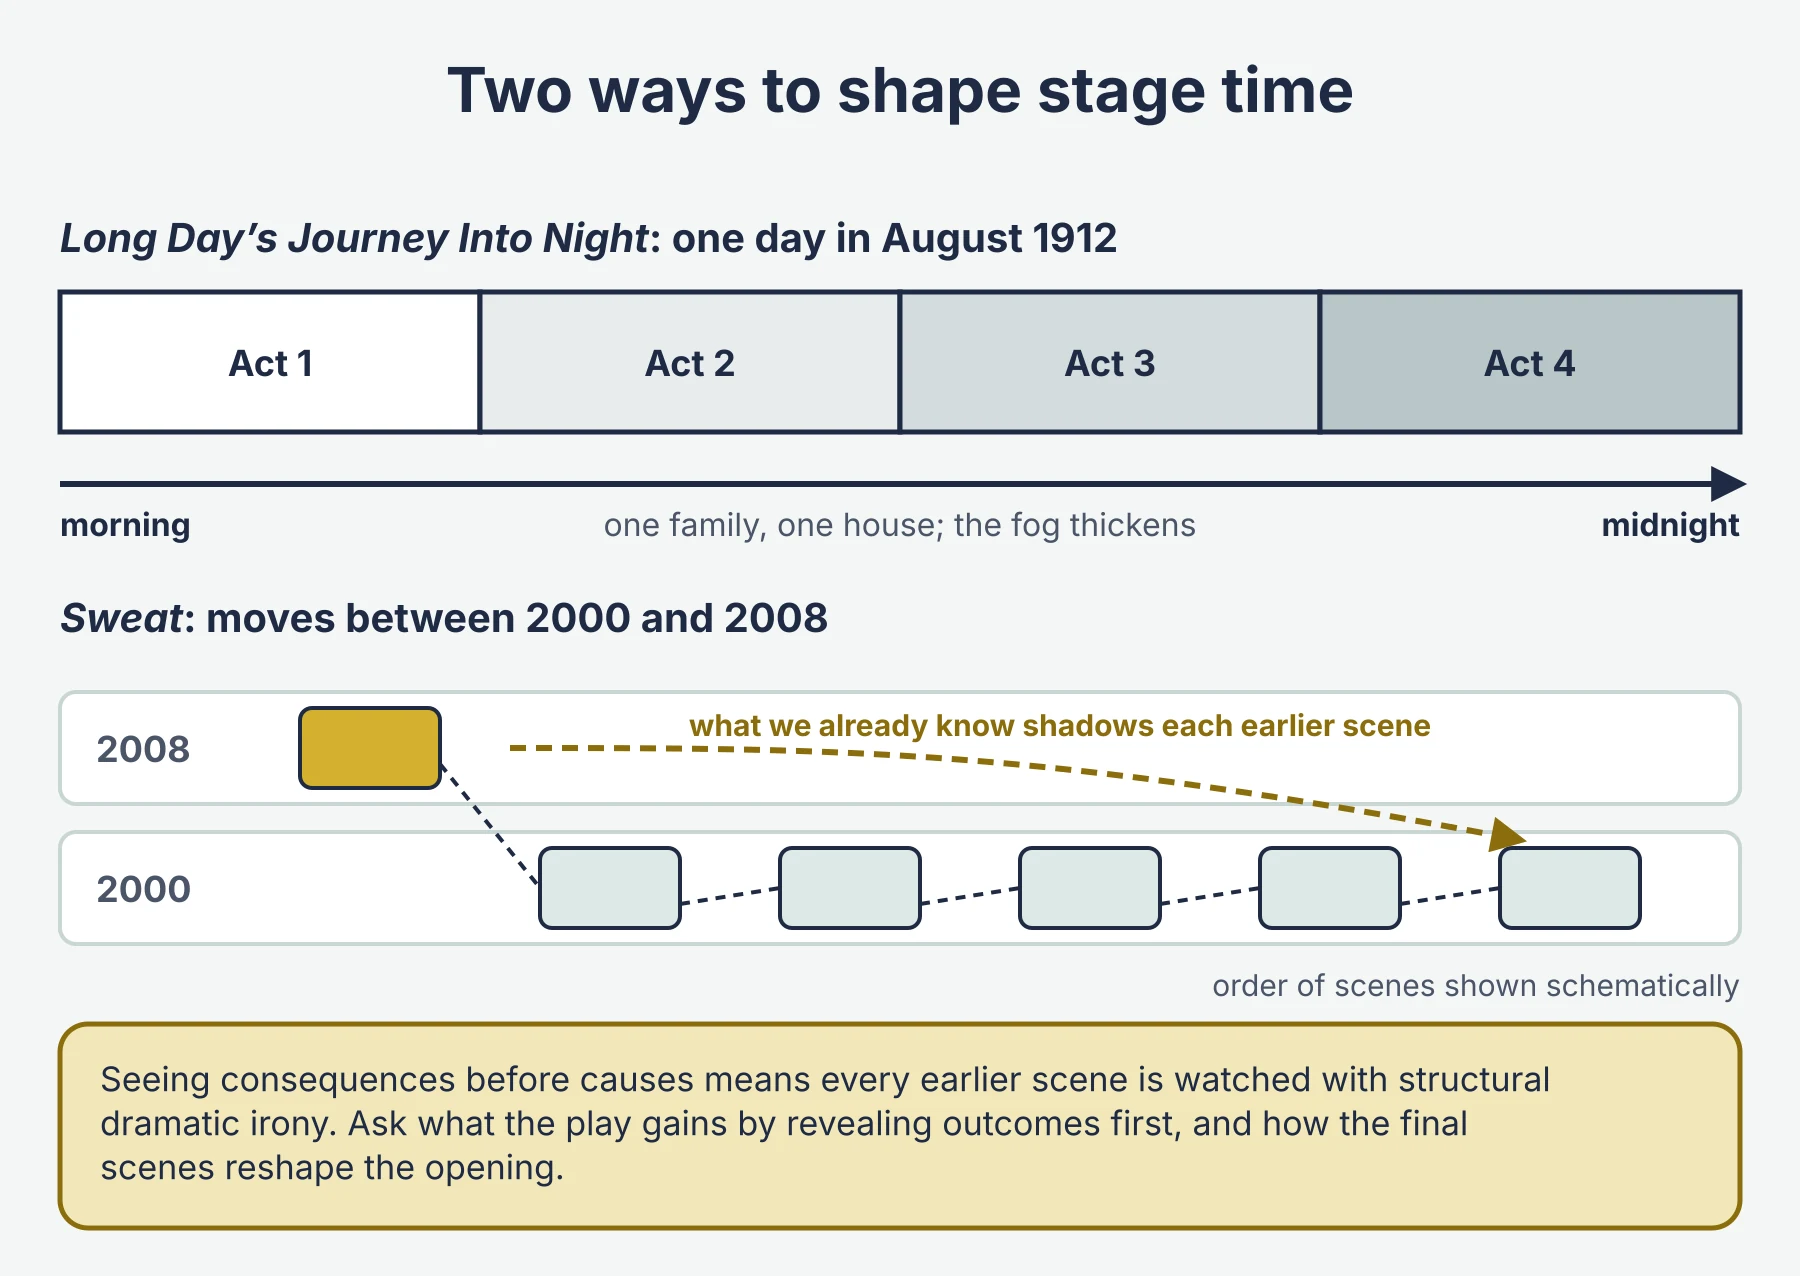 Two ways to shape stage time
Long Day’s Journey Into Night: one day in August 1912
Act 1
Act 2
Act 3
Act 4
morning
one family, one house; the fog thickens
midnight
Sweat: moves between 2000 and 2008
2008
what we already know shadows each earlier scene
2000
order of scenes shown schematically
Seeing consequences before causes means every earlier scene is watched with structural
dramatic irony. Ask what the play gains by revealing outcomes first, and how the final
scenes reshape the opening.